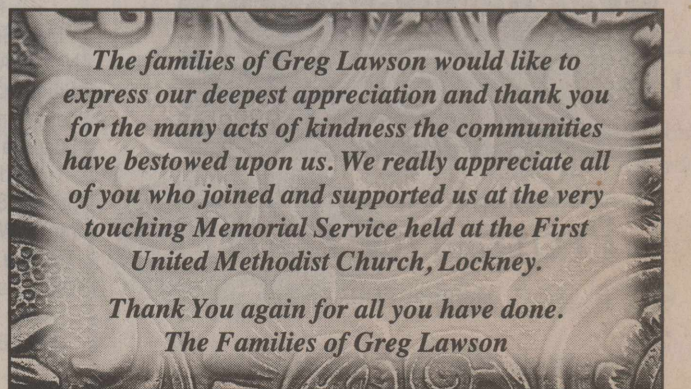 The families of Greg Lawson would like to
express our deepest appreciation and thank you
for the many acts of kindness the communities
have bestowed upon us. We really appreciate all
of you who joined and supported us at the very
touching Memorial Service held at the First
United Methodist Church, Lockney.
Thank You again for all you have done.
The Families of Greg Lawson